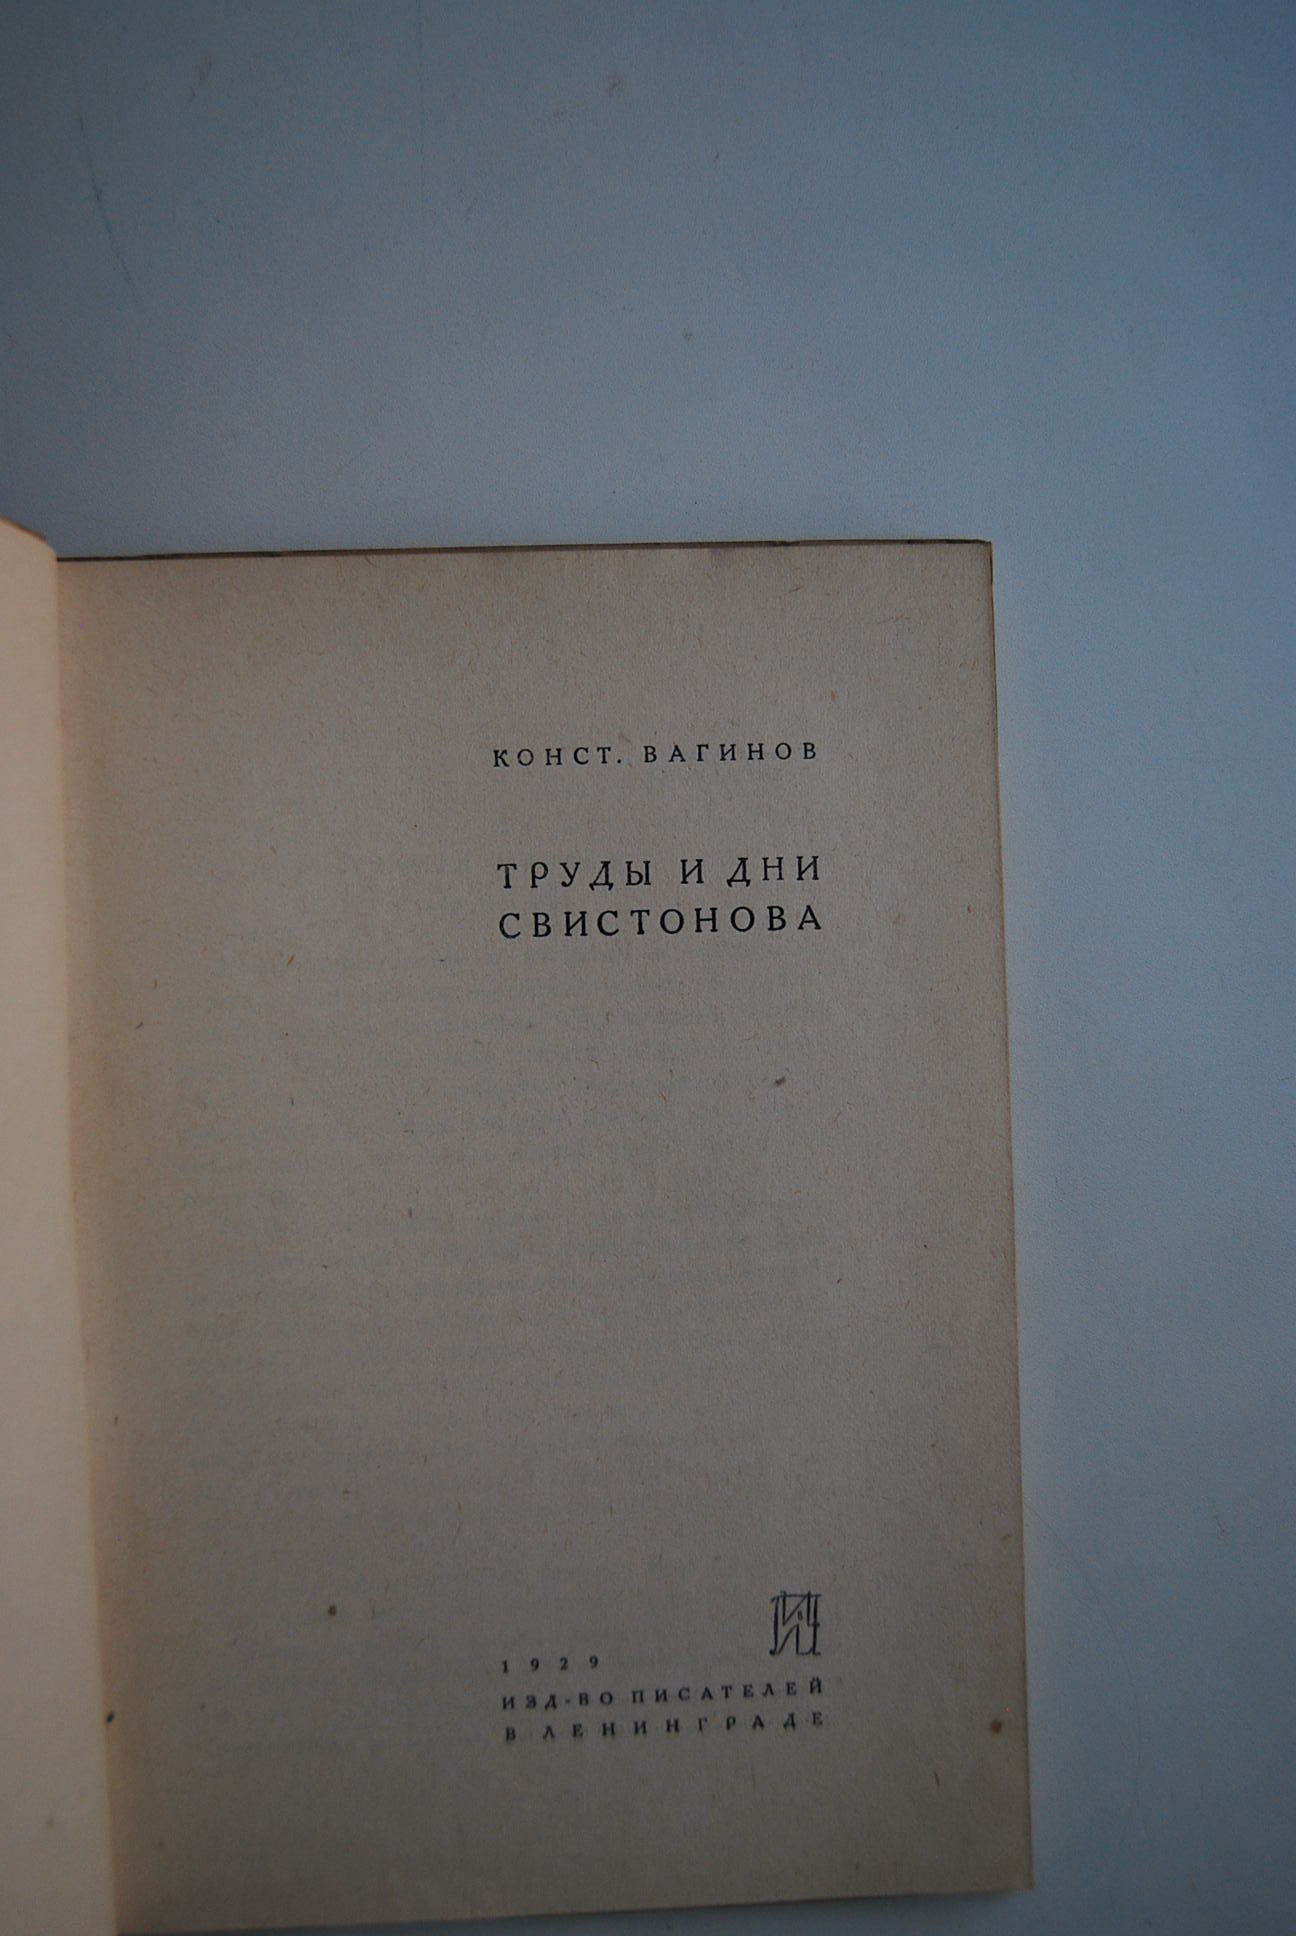 КОНСТ. ВАГИНОВ
ТРУДЫ И ДНИ
СВИСТОНОВА
1929
ИЗД-ВО ПИСАТЕЛЕЙ
В ЛЕНИНГРАДЕ